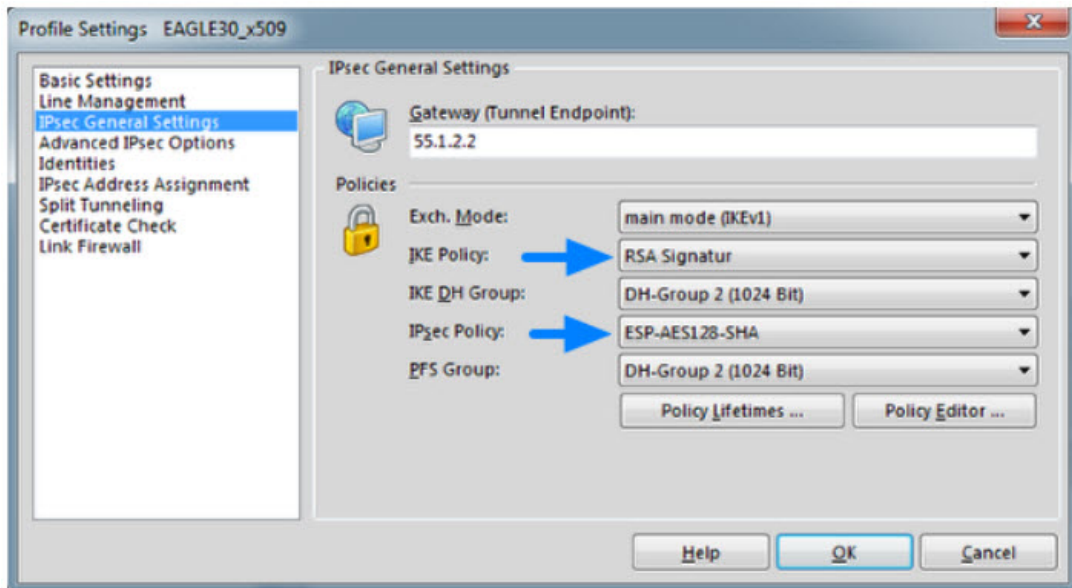 Profile Settings EAGLE30_x509
Basic Settings
Line Management
IPsec General Settings
Advanced IPsec Options
Identities
IPsec Address Assignment
Split Tunneling
Certificate Check
Link Firewall
IPsec General Settings
Gateway (Tunnel Endpoint):
55.1.2.2
Policies
Exch. Mode: main mode (IKEv1)
IKE Policy: RSA Signatur
IKE DH Group: DH-Group 2 (1024 Bit)
IPsec Policy: ESP-AES128-SHA
PFS Group: DH-Group 2 (1024 Bit)
Policy Lifetimes ... Policy Editor ...
Help OK Cancel